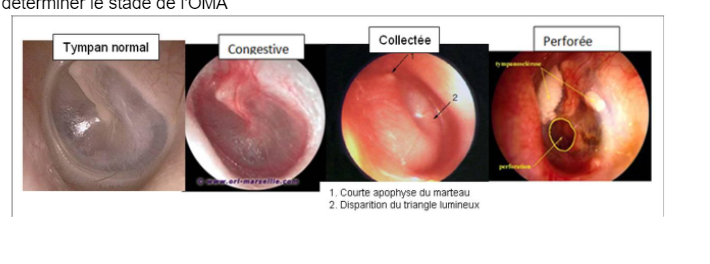 déterminer le stade de l'OMA
Tympan normal
Congestive
Collectée
Perforée
1
2
tympanosclérose
perforation
© www.orl-marseille.com
1. Courte apophyse du marteau
2. Disparition du triangle lumineux